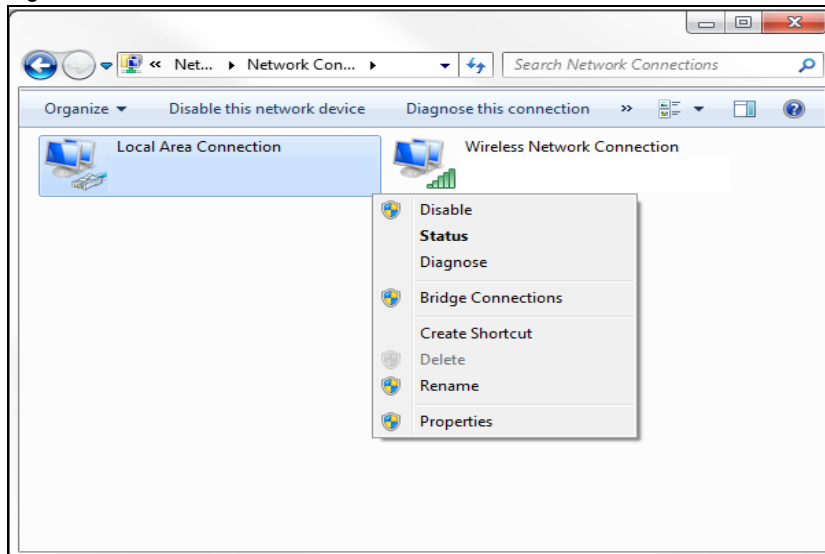 « Net... Network Con...
Search Network Connections
Organize Disable this network device Diagnose this connection »
Local Area Connection
Wireless Network Connection
Disable
Status
Diagnose
Bridge Connections
Create Shortcut
Delete
Rename
Properties